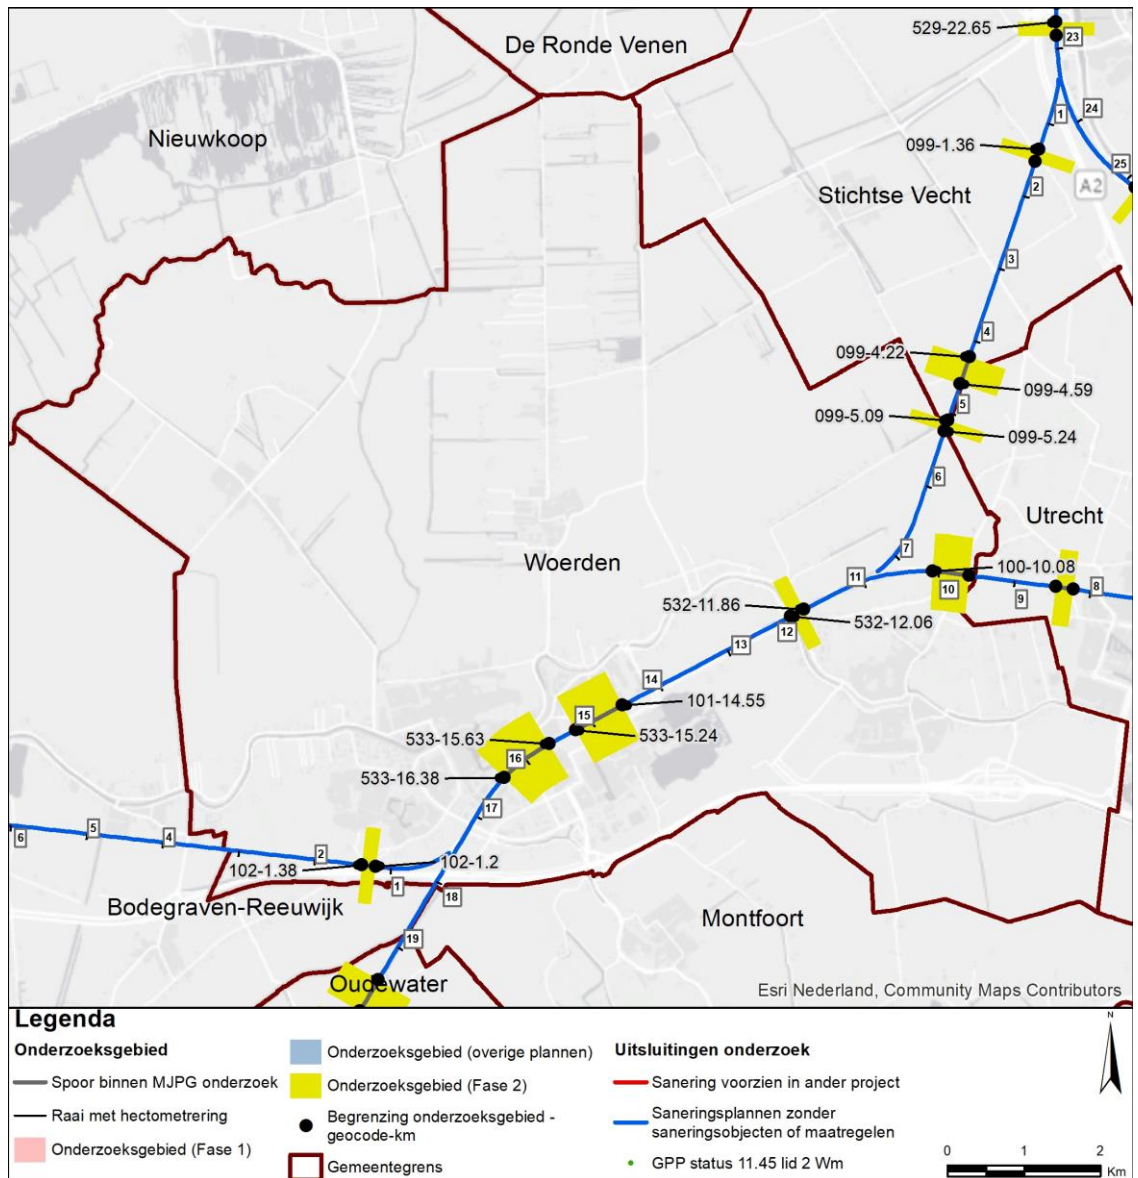 De Ronde Venen
529-22.65
23
Nieuwkoop
1
24
099-1.36
25
Stichtse Vecht
2
A2
3
4
099-4.22
099-4.59
5
099-5.09
099-5.24
6
Utrecht
Woerden
7
11
100-10.08
10
9
8
532-11.86
532-12.06
12
13
14
101-14.55
15
533-15.63
533-15.24
16
533-16.38
17
6
5
4
2
102-1.38
102-1.2
1
18
Bodegraven-Reeuwijk
Montfoort
19
Oudewater
Esri Nederland, Community Maps Contributors
Legenda
Onderzoeksgebied
Spoor binnen MJPG onderzoek
Raai met hectometrering
Onderzoeksgebied (Fase 1)
Onderzoeksgebied (overige plannen)
Onderzoeksgebied (Fase 2)
Begrenzing onderzoeksgebied -
geocode-km
Gemeentegrens
Uitsluitingen onderzoek
Sanering voorzien in ander project
Saneringsplannen zonder
saneringsobjecten of maatregelen
GPP status 11.45 lid 2 Wm
N
0 1 2
Km